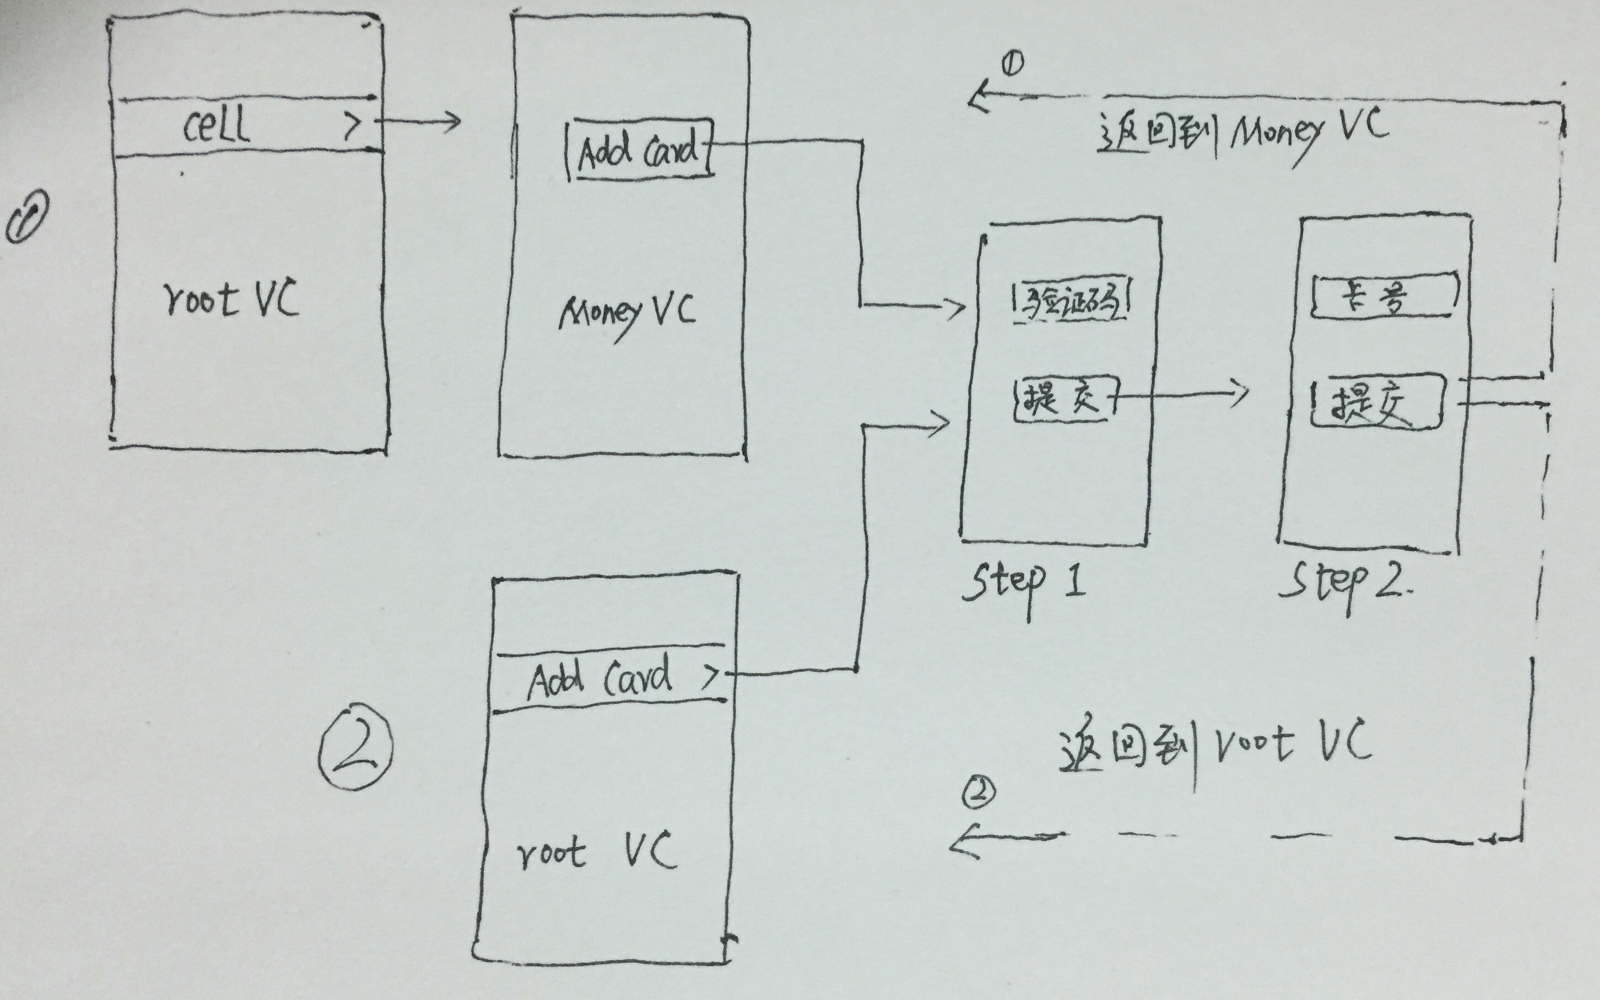 ①
cell >
root VC
Add Card
Money VC
①
返回到 Money VC
验证码
提交
Step 1
卡号
提交
Step 2.
②
Add Card >
root VC
返回到 root VC
②